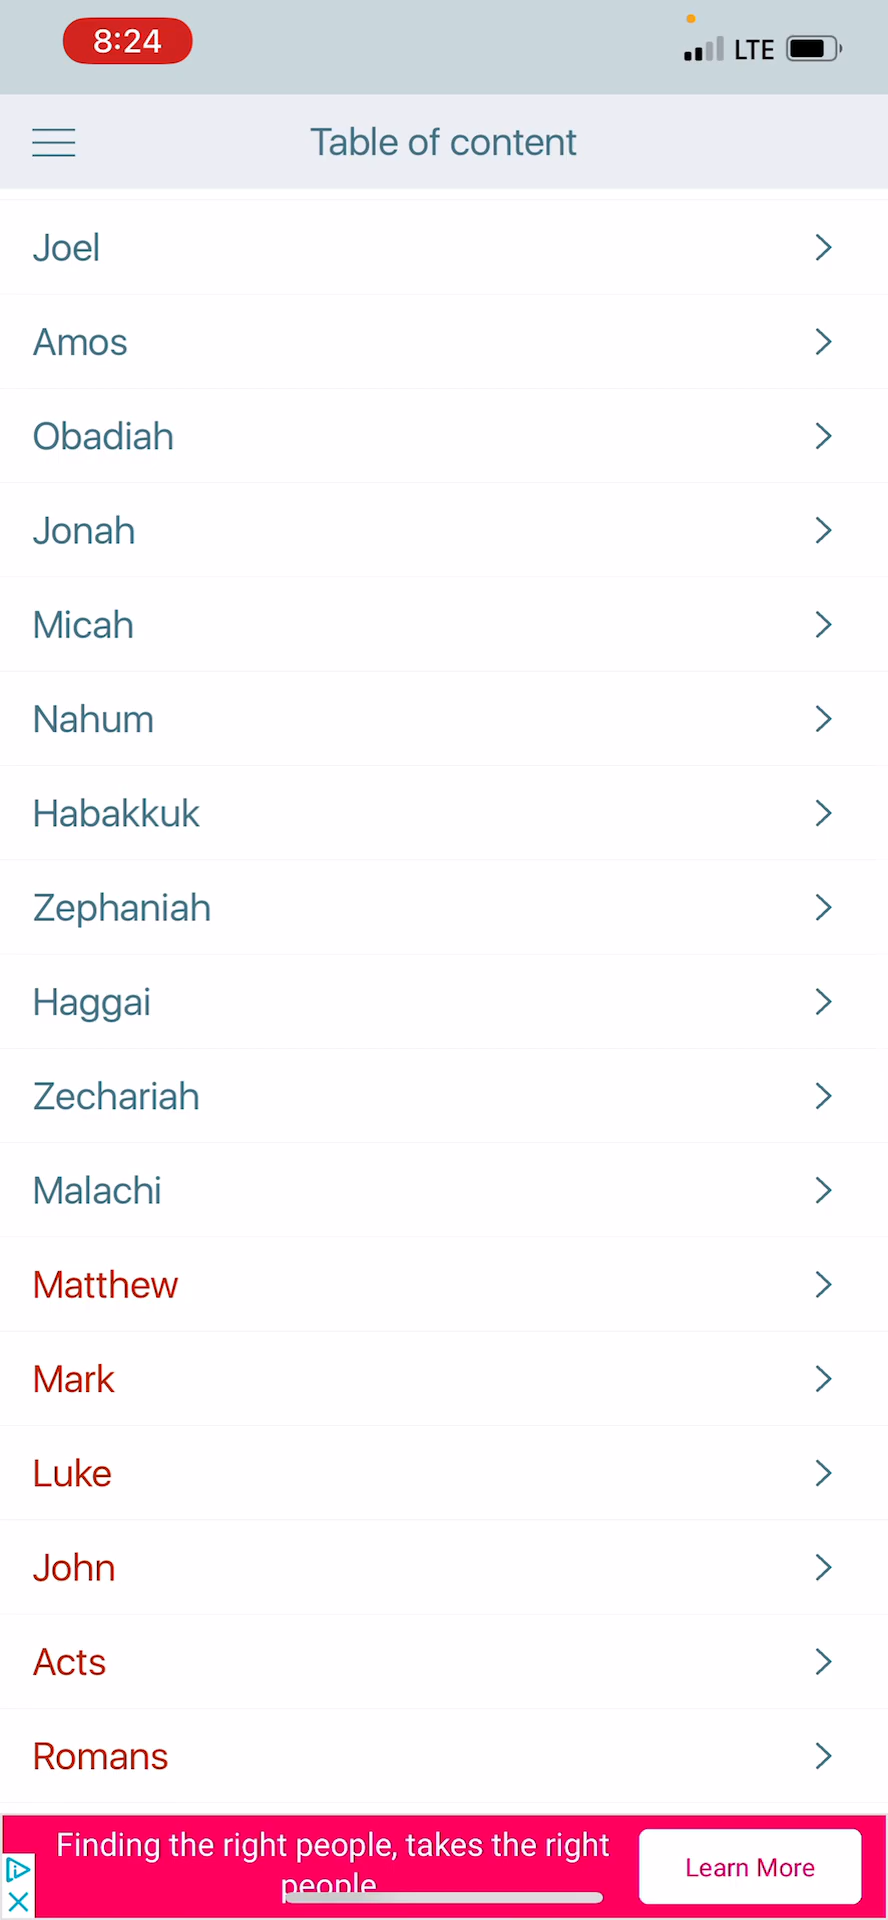 8:24
LTE
Table of content
Joel
Amos
Obadiah
Jonah
Micah
Nahum
Habakkuk
Zephaniah
Haggai
Zechariah
Malachi
Matthew
Mark
Luke
John
Acts
Romans
Finding the right people, takes the right
people
Learn More